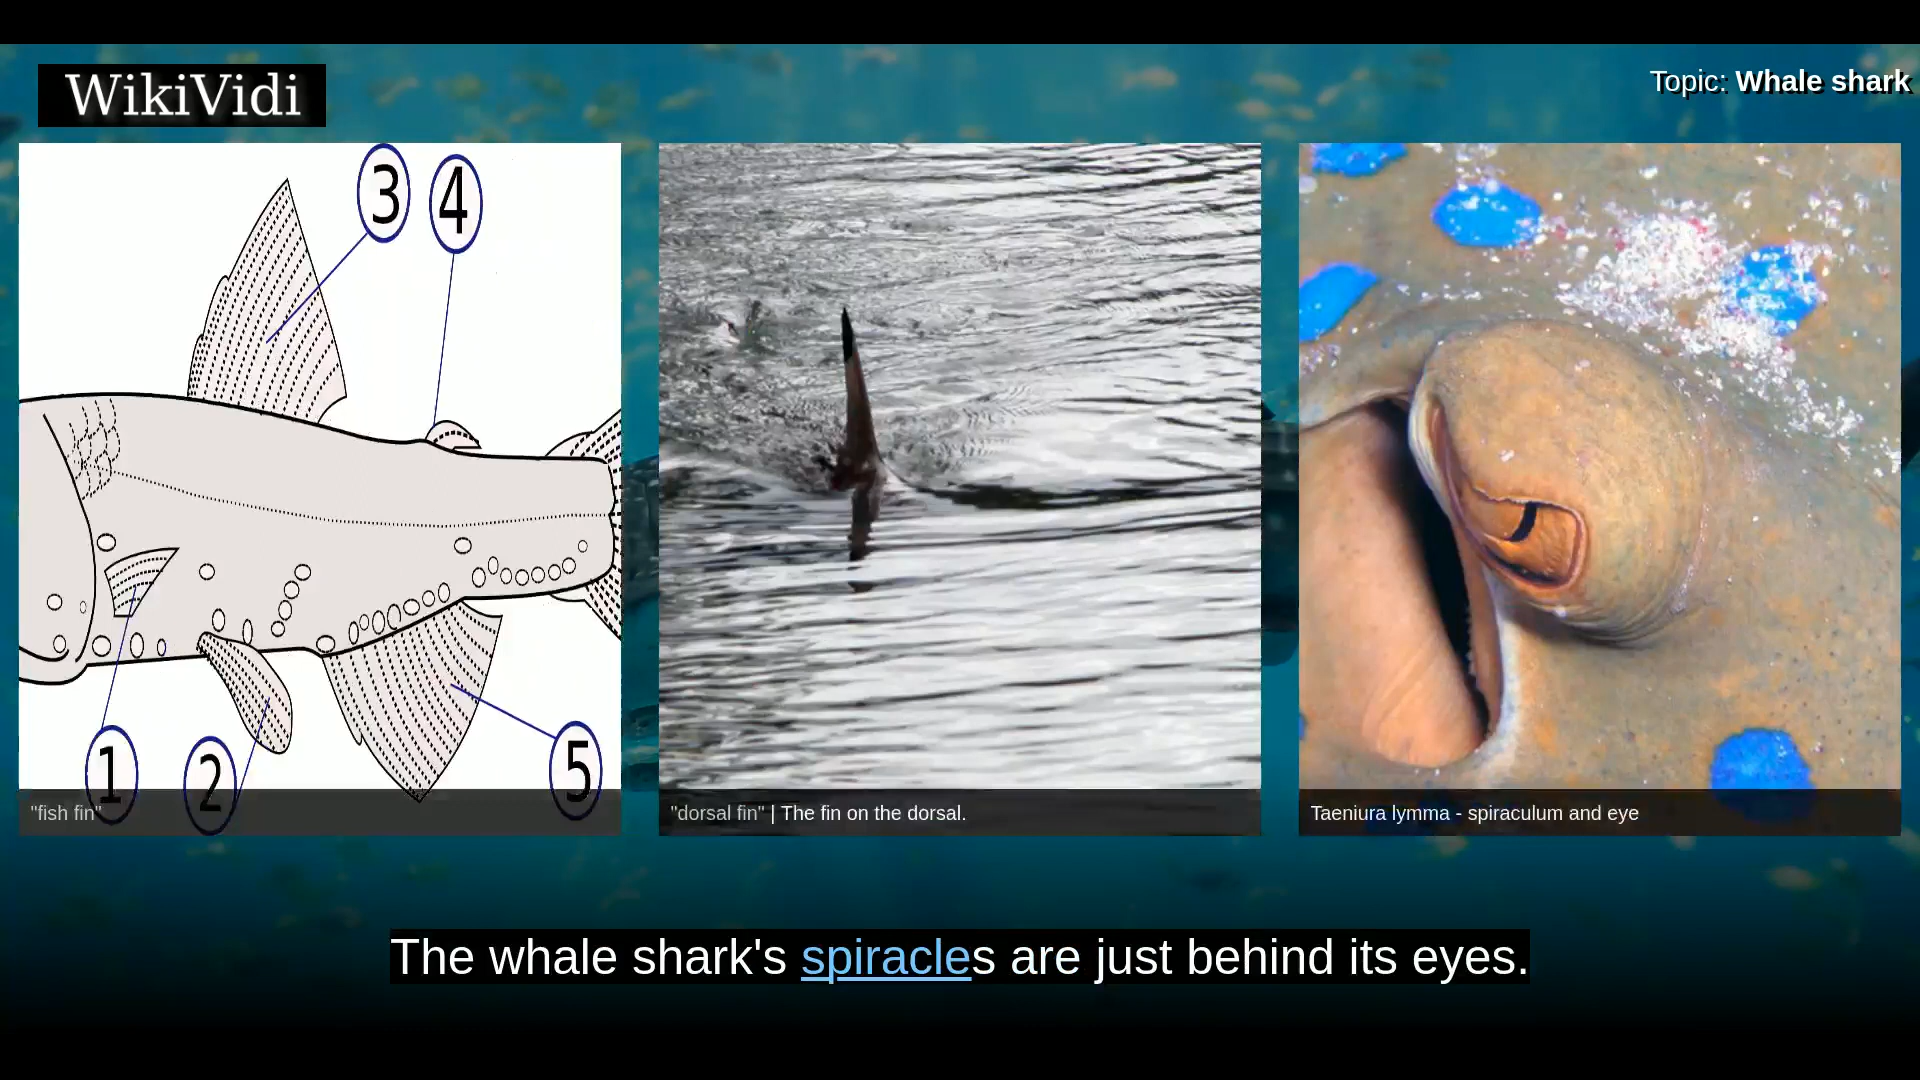 WikiVidi
Topic: Whale shark
3
4
1
2
5
"fish fin"
"dorsal fin" | The fin on the dorsal.
Taeniura lymma - spiraculum and eye
The whale shark's spiracles are just behind its eyes.